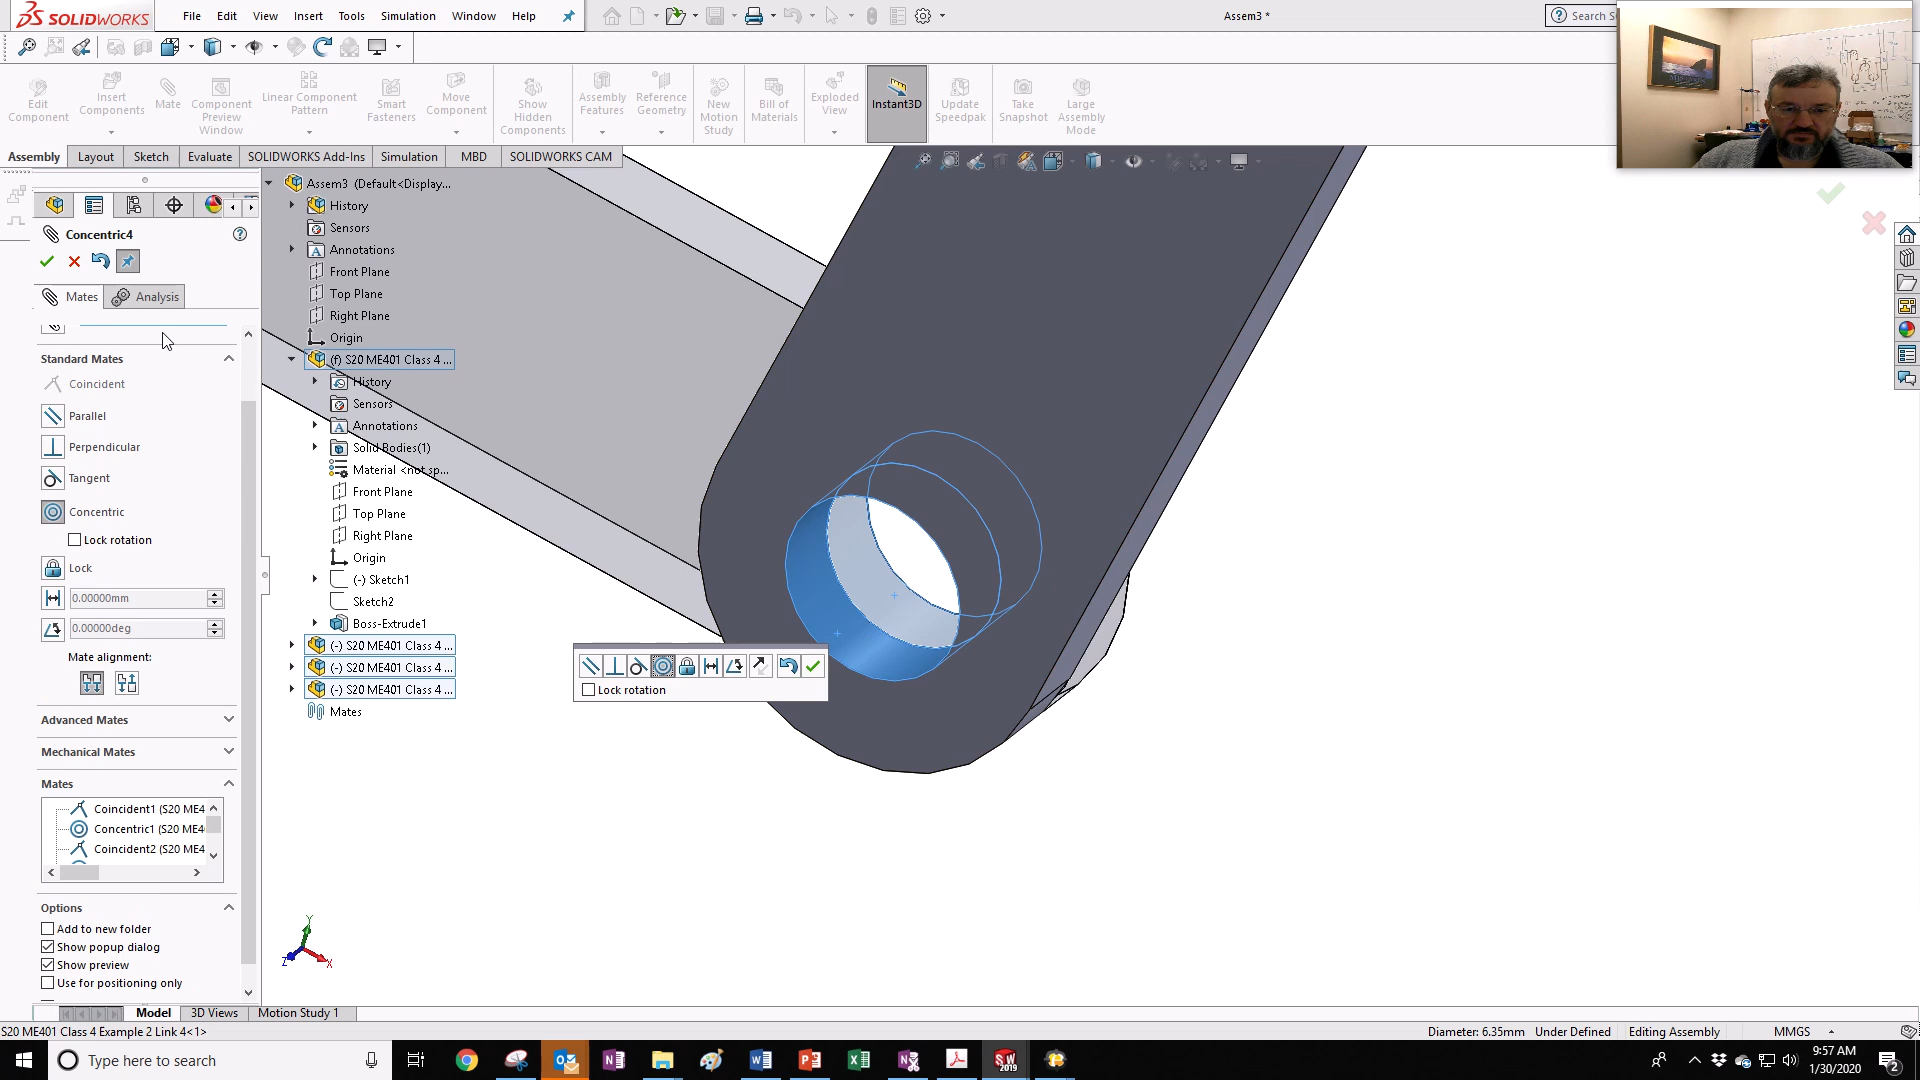 SOLIDWORKS
File Edit View Insert Tools Simulation Window Help
Assem3 *
Search S
Edit Component
Insert Components
Mate
Component Preview Window
Linear Component Pattern
Smart Fasteners
Move Component
Show Hidden Components
Assembly Features
Reference Geometry
New Motion Study
Bill of Materials
Exploded View
Instant3D
Update Speedpak
Take Snapshot
Large Assembly Mode
Assembly Layout Sketch Evaluate SOLIDWORKS Add-Ins Simulation MBD SOLIDWORKS CAM
Concentric4
Mates Analysis
Standard Mates
Coincident
Parallel
Perpendicular
Tangent
Concentric
Lock rotation
Lock
0.00000mm
0.00000deg
Mate alignment:
Advanced Mates
Mechanical Mates
Mates
Coincident1 (S20 ME4
Concentric1 (S20 ME4
Coincident2 (S20 ME4
Options
Add to new folder
Show popup dialog
Show preview
Use for positioning only
Assem3 (Default<Display...
History
Sensors
Annotations
Front Plane
Top Plane
Right Plane
Origin
(f) S20 ME401 Class 4 ...
History
Sensors
Annotations
Solid Bodies(1)
Material <not sp...
Front Plane
Top Plane
Right Plane
Origin
(-) Sketch1
Sketch2
Boss-Extrude1
(-) S20 ME401 Class 4 ...
(-) S20 ME401 Class 4 ...
(-) S20 ME401 Class 4 ...
Mates
Lock rotation
Y
Z
X
Model 3D Views Motion Study 1
S20 ME401 Class 4 Example 2 Link 4<1>
Diameter: 6.35mm Under Defined Editing Assembly MMGS
Type here to search
SW 2019
9:57 AM
1/30/2020
2